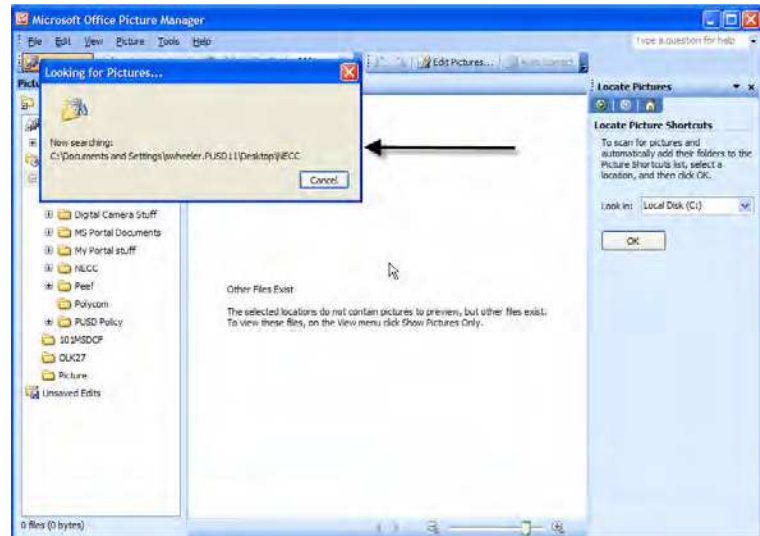 Microsoft Office Picture Manager
File Edit View Picture Tools Help
Type a question for help
Edit Pictures...
Looking for Pictures...
Now searching:
C:\Documents and Settings\swheeler.PUSD11\Desktop\NECC
Cancel
Digital Camera Stuff
MS Portal Documents
My Portal stuff
NECC
Peef
Polycom
PUSD Policy
101MSDCF
OLK27
Picture
Unsaved Edits
0 files (0 bytes)
Other Files Exist
The selected locations do not contain pictures to preview, but other files exist.
To view these files, on the View menu click Show Pictures Only.
Locate Pictures
Locate Picture Shortcuts
To scan for pictures and
automatically add their folders to the
Picture Shortcuts list, select a
location, and then click OK.
Look in: Local Disk (C:)
OK